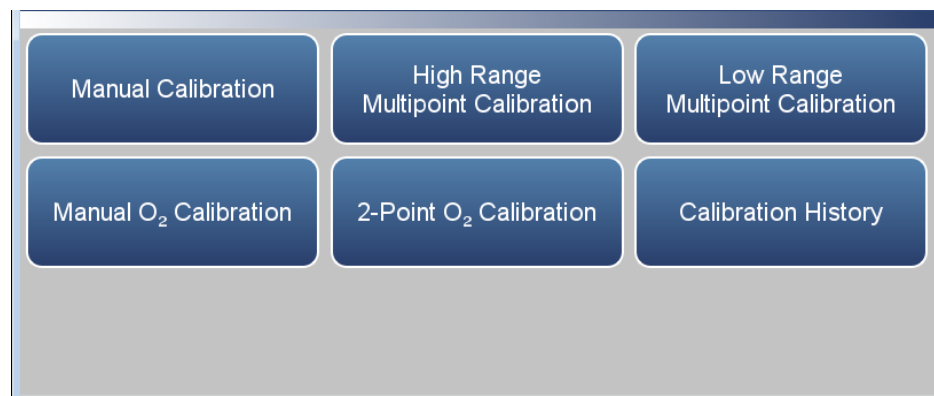 Manual Calibration
High Range
Multipoint Calibration
Low Range
Multipoint Calibration
Manual O₂ Calibration
2-Point O₂ Calibration
Calibration History